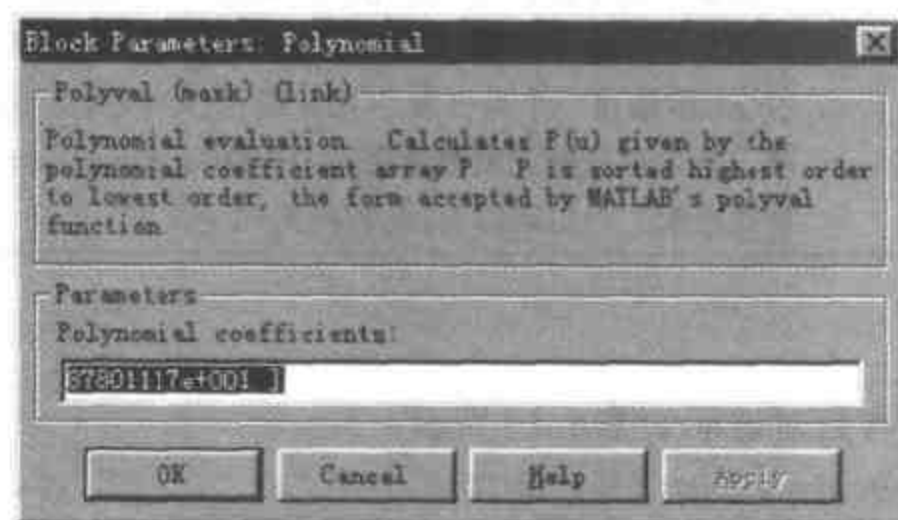 Block Parameters: Polynomial
Polyval (mask) (link)
Polynomial evaluation. Calculates P(u) given by the
polynomial coefficient array P. P is sorted highest order
to lowest order, the form accepted by MATLAB's polyval
function.
Parameters
Polynomial coefficients:
87801117e+001 ]
OK
Cancel
Help
Apply